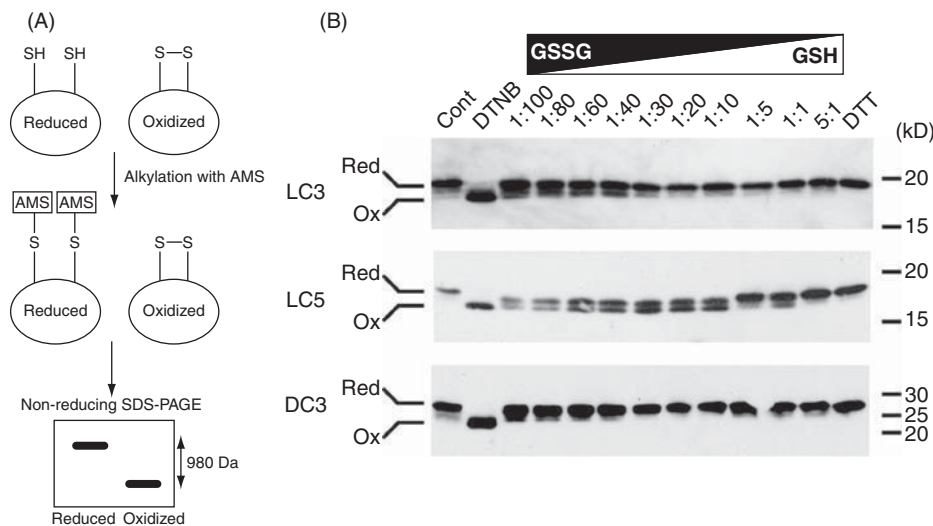 (A)
SH SH S–S
Reduced Oxidized
Alkylation with AMS
AMS AMS
S S S–S
Reduced Oxidized
Non-reducing SDS-PAGE
980 Da
Reduced Oxidized
(B)
GSSG GSH
Cont DTNB 1:100 1:80 1:60 1:40 1:30 1:20 1:10 1:5 1:1 5:1 DTT (kD)
Red
LC3
Ox
20
15
Red
LC5
Ox
20
15
Red
DC3
Ox
30
25
20